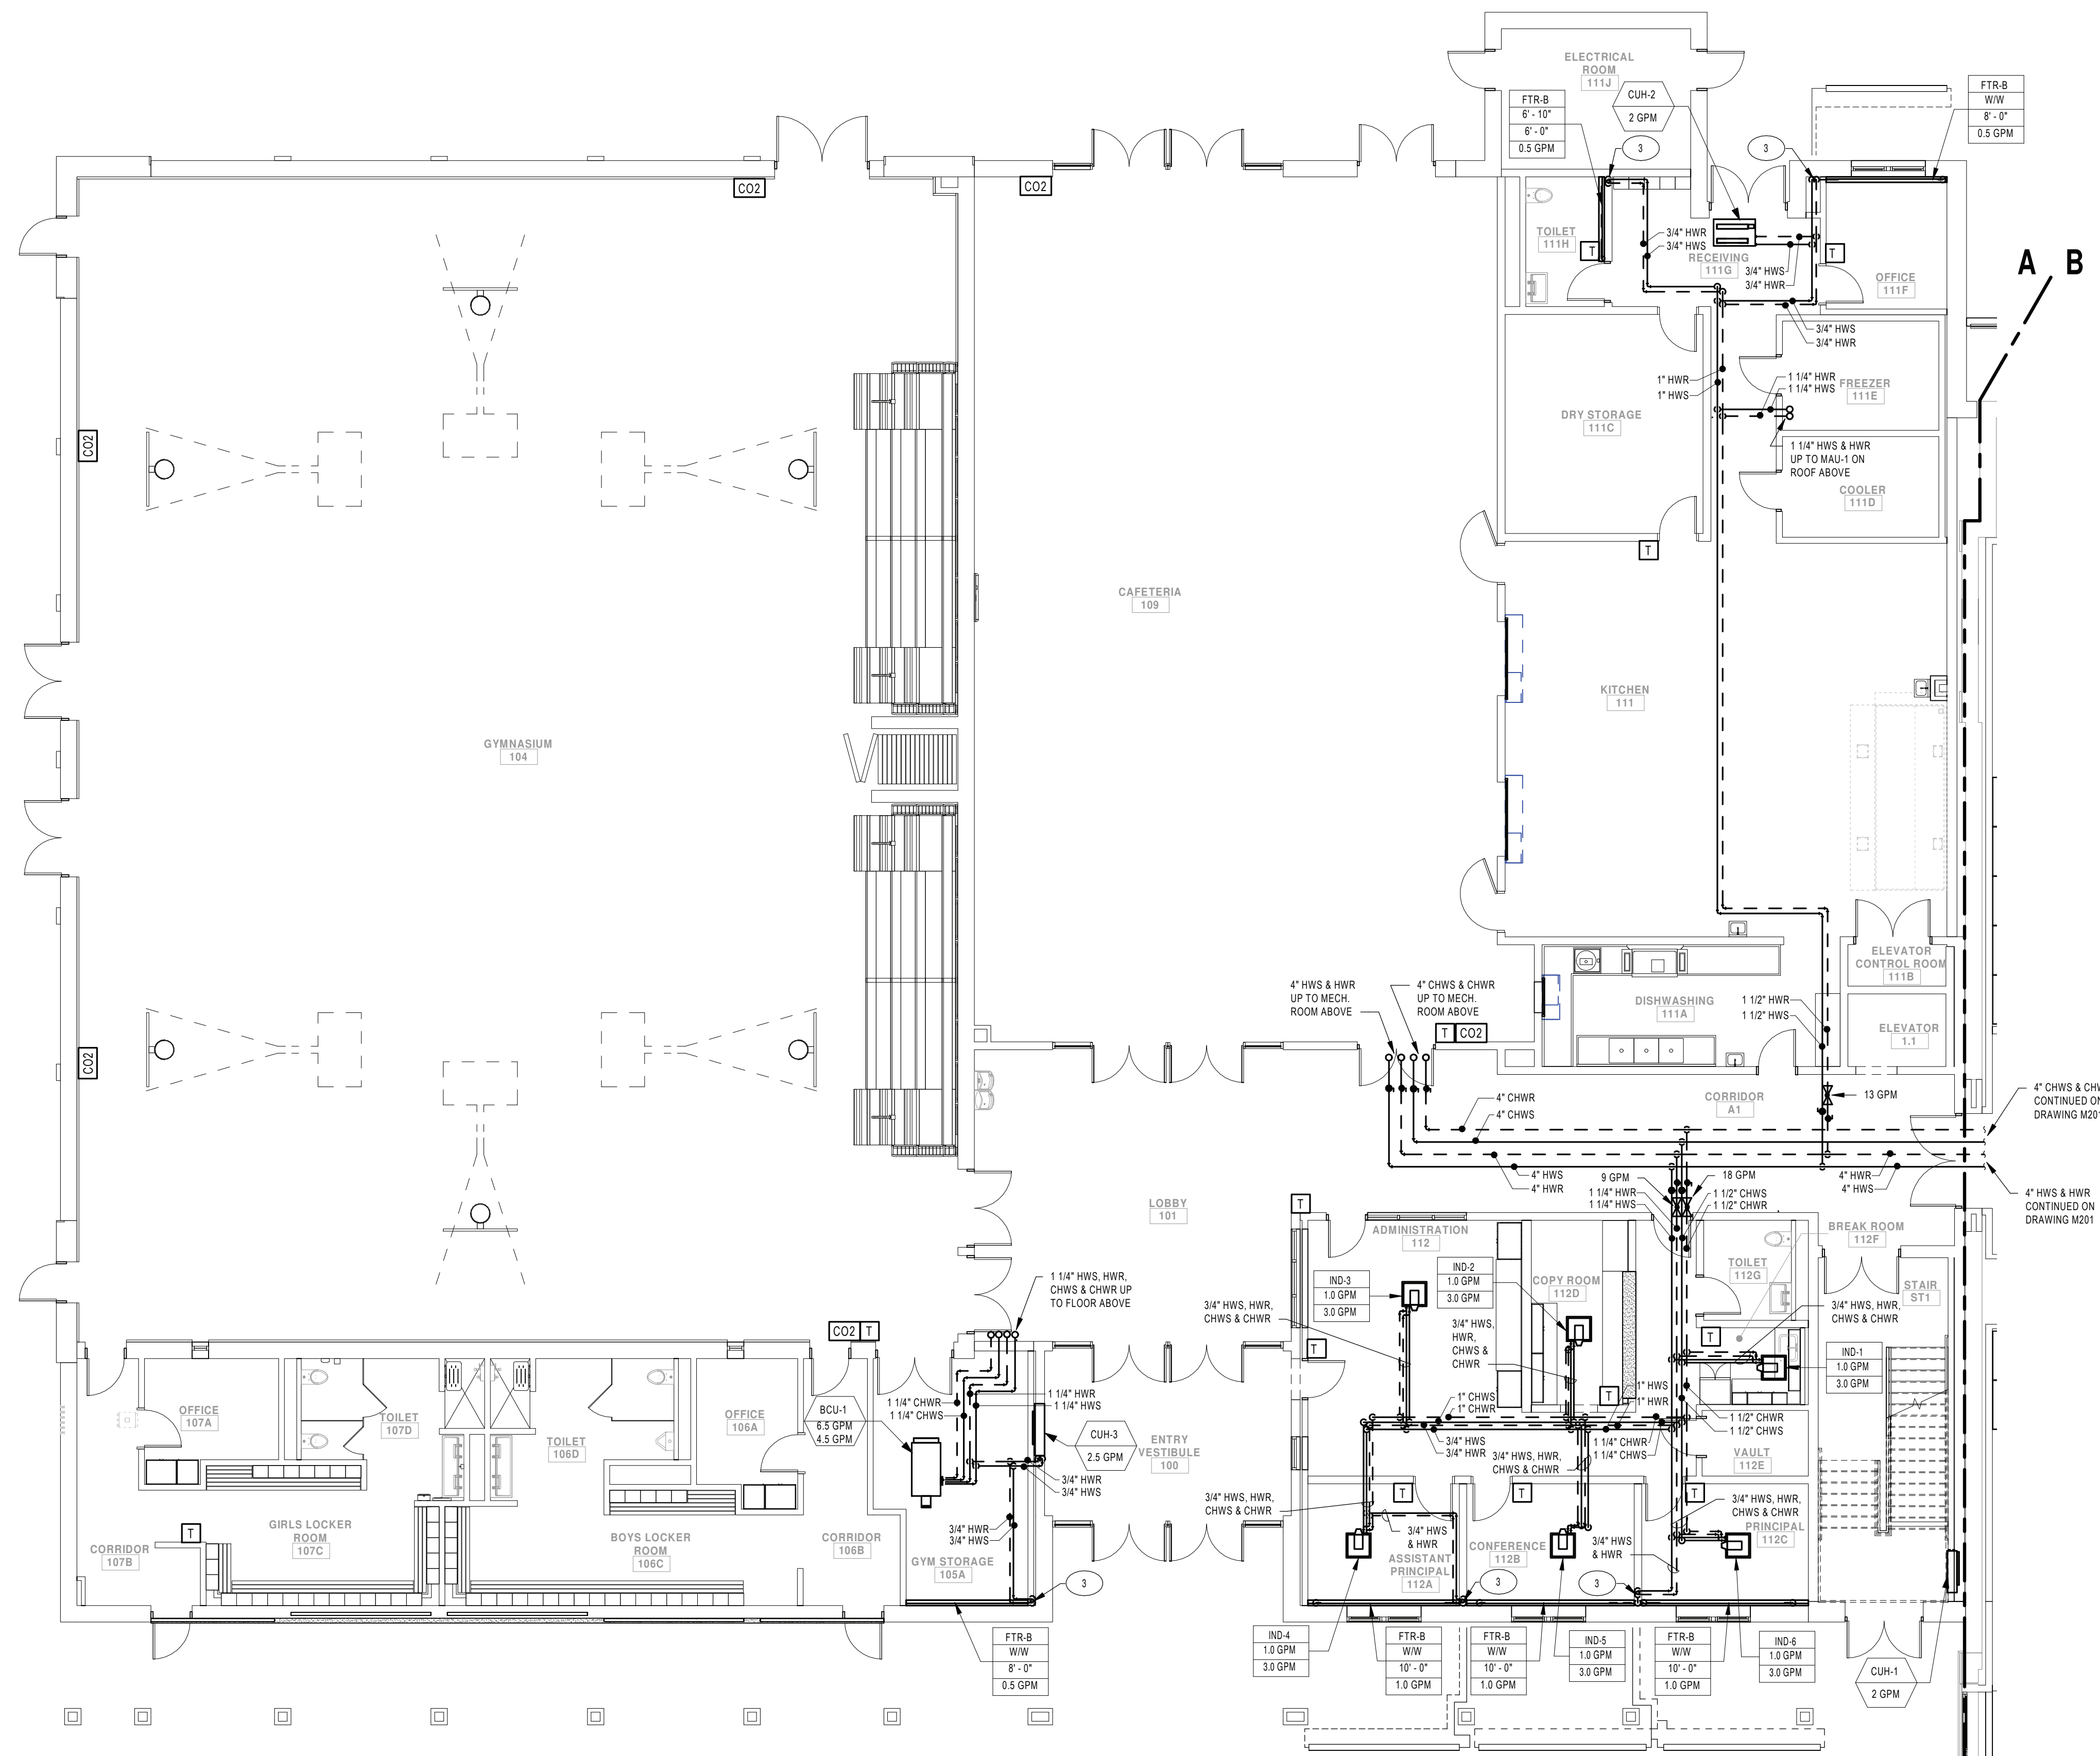 ELECTRICAL
ROOM
111J
FTR-B
6' - 10"
6' - 0"
0.5 GPM
CUH-2
2 GPM
3
3
FTR-B
W/W
8' - 0"
0.5 GPM
CO2
CO2
TOILET
111H
T
3/4" HWR
3/4" HWS
RECEIVING
111G
3/4" HWS
3/4" HWR
T
OFFICE
111F
A B
3/4" HWS
3/4" HWR
1" HWR
1" HWS
1 1/4" HWR
1 1/4" HWS
FREEZER
111E
DRY STORAGE
111C
1 1/4" HWS & HWR
UP TO MAU-1 ON
ROOF ABOVE
COOLER
111D
CO2
T
CAFETERIA
109
KITCHEN
111
GYMNASIUM
104
ELEVATOR
CONTROL ROOM
111B
4" HWS & HWR
UP TO MECH.
ROOM ABOVE
4" CHWS & CHWR
UP TO MECH.
ROOM ABOVE
T CO2
DISHWASHING
111A
1 1/2" HWR
1 1/2" HWS
ELEVATOR
1.1
CO2
4" CHWR
4" CHWS
CORRIDOR
A1
13 GPM
4" CHWS & CHW
CONTINUED ON
DRAWING M201
4" HWS
4" HWR
9 GPM
1 1/4" HWR
1 1/4" HWS
18 GPM
1 1/2" CHWS
1 1/2" CHWR
4" HWR
4" HWS
4" HWS & HWR
CONTINUED ON
DRAWING M201
LOBBY
101
T
ADMINISTRATION
112
BREAK ROOM
112F
1 1/4" HWS, HWR,
CHWS & CHWR UP
TO FLOOR ABOVE
IND-3
1.0 GPM
3.0 GPM
IND-2
1.0 GPM
3.0 GPM
COPY ROOM
112D
TOILET
112G
STAIR
ST1
3/4" HWS, HWR,
CHWS & CHWR
3/4" HWS,
HWR,
CHWS &
CHWR
3/4" HWS, HWR,
CHWS & CHWR
CO2 T
T
T
IND-1
1.0 GPM
3.0 GPM
OFFICE
107A
TOILET
107D
TOILET
106D
OFFICE
106A
BCU-1
6.5 GPM
4.5 GPM
1 1/4" CHWR
1 1/4" CHWS
1 1/4" HWR
1 1/4" HWS
CUH-3
2.5 GPM
ENTRY
VESTIBULE
100
1" CHWS
1" CHWR
T
1" HWS
1" HWR
3/4" HWS
3/4" HWR
3/4" HWS, HWR,
CHWS & CHWR
1 1/4" CHWR
1 1/4" CHWS
1 1/2" CHWR
1 1/2" CHWS
VAULT
112E
3/4" HWR
3/4" HWS
3/4" HWS, HWR,
CHWS & CHWR
T
T
T
3/4" HWS, HWR,
CHWS & CHWR
PRINCIPAL
112C
CORRIDOR
107B
T
GIRLS LOCKER
ROOM
107C
BOYS LOCKER
ROOM
106C
CORRIDOR
106B
3/4" HWR
3/4" HWS
GYM STORAGE
105A
3
3/4" HWS
& HWR
ASSISTANT
PRINCIPAL
112A
CONFERENCE
112B
3
3/4" HWS
& HWR
3
FTR-B
W/W
8' - 0"
0.5 GPM
IND-4
1.0 GPM
3.0 GPM
FTR-B
W/W
10' - 0"
1.0 GPM
FTR-B
W/W
10' - 0"
1.0 GPM
IND-5
1.0 GPM
3.0 GPM
FTR-B
W/W
10' - 0"
1.0 GPM
IND-6
1.0 GPM
3.0 GPM
CUH-1
2 GPM